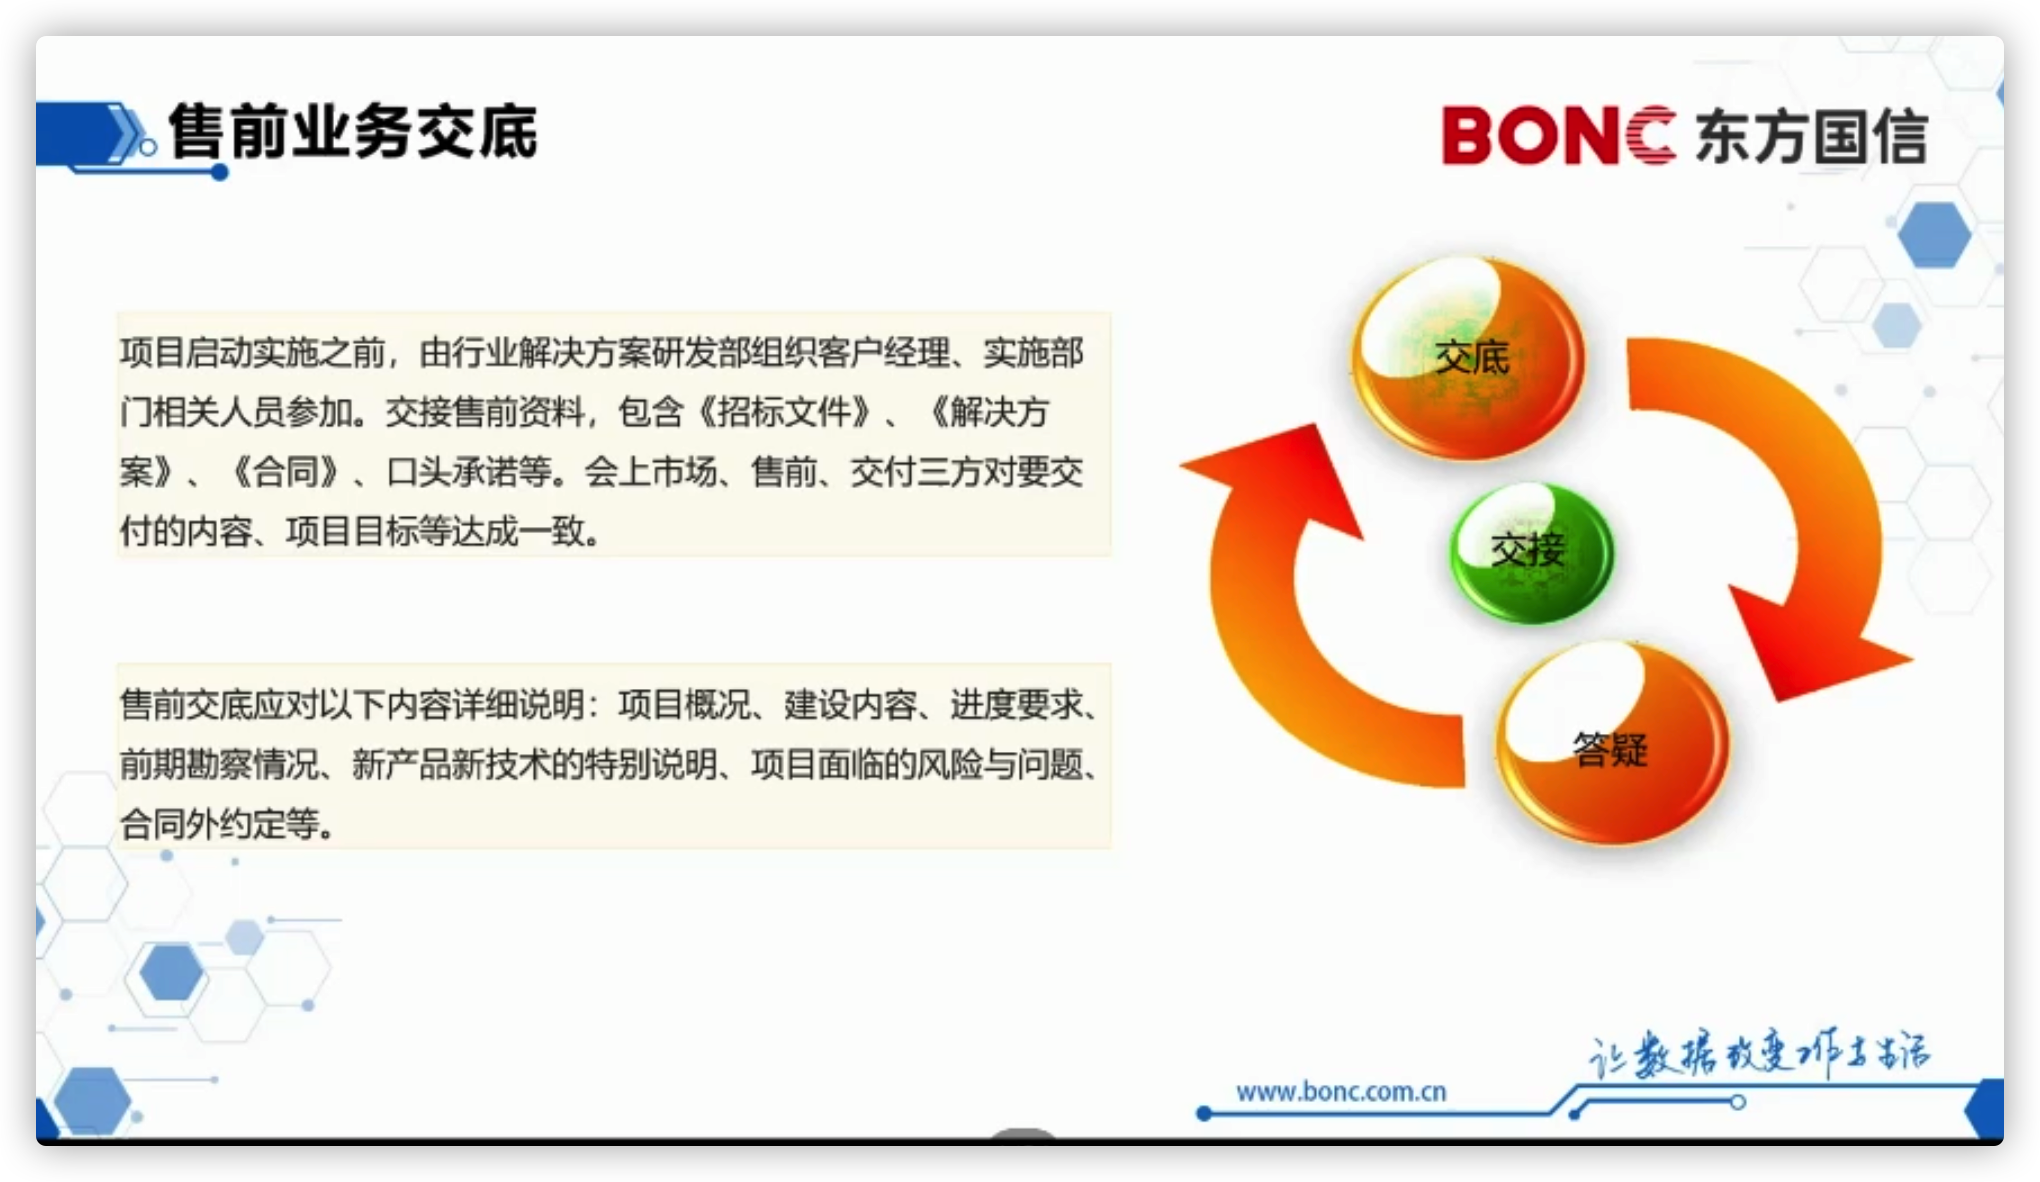 售前业务交底
BONC 东方国信
项目启动实施之前，由行业解决方案研发部组织客户经理、实施部
门相关人员参加。交接售前资料，包含《招标文件》、《解决方
案》、《合同》、口头承诺等。会上市场、售前、交付三方对要交
付的内容、项目目标等达成一致。
售前交底应对以下内容详细说明：项目概况、建设内容、进度要求、
前期勘察情况、新产品新技术的特别说明、项目面临的风险与问题、
合同外约定等。
交底
交接
答疑
让数据改变工作与生活
www.bonc.com.cn